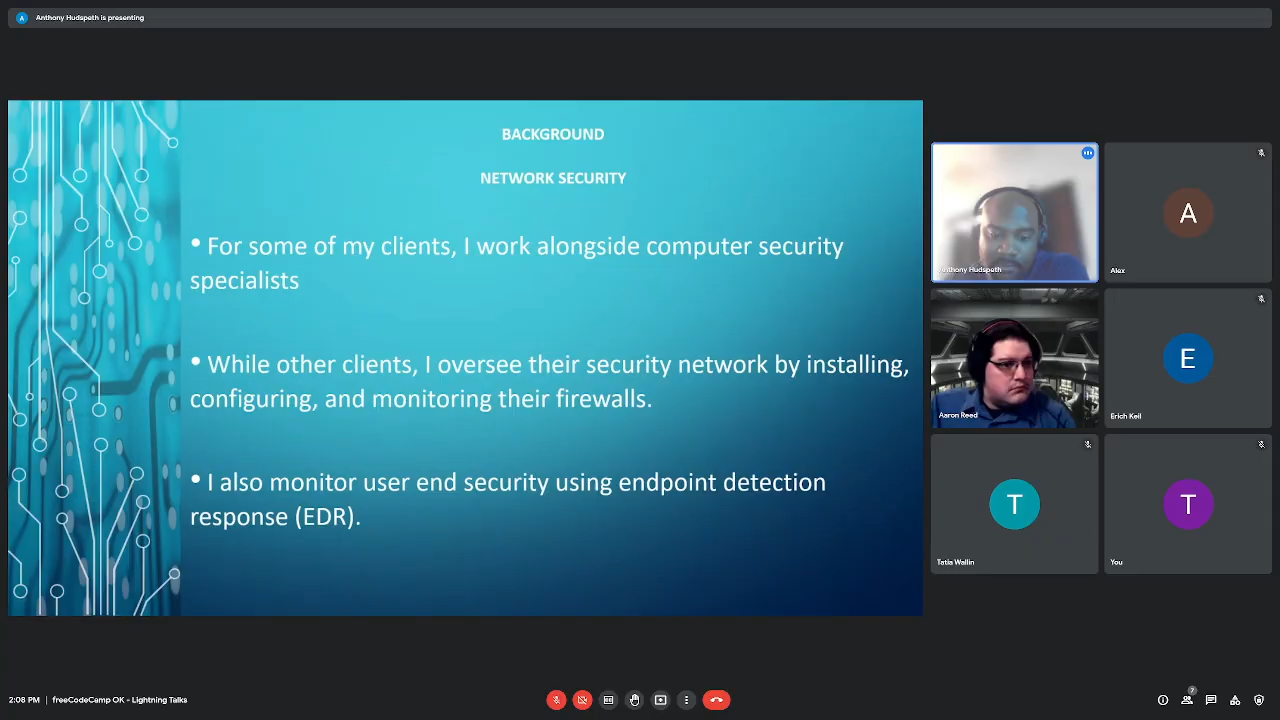 A
Anthony Hudspeth is presenting
BACKGROUND
NETWORK SECURITY
• For some of my clients, I work alongside computer security
specialists
• While other clients, I oversee their security network by installing,
configuring, and monitoring their firewalls.
• I also monitor user end security using endpoint detection
response (EDR).
Anthony Hudspeth
A
Alex
Aaron Reed
E
Erich Keil
T
Tatia Wallin
T
You
2:08 PM | freeCodeCamp OK - Lightning Talks
7